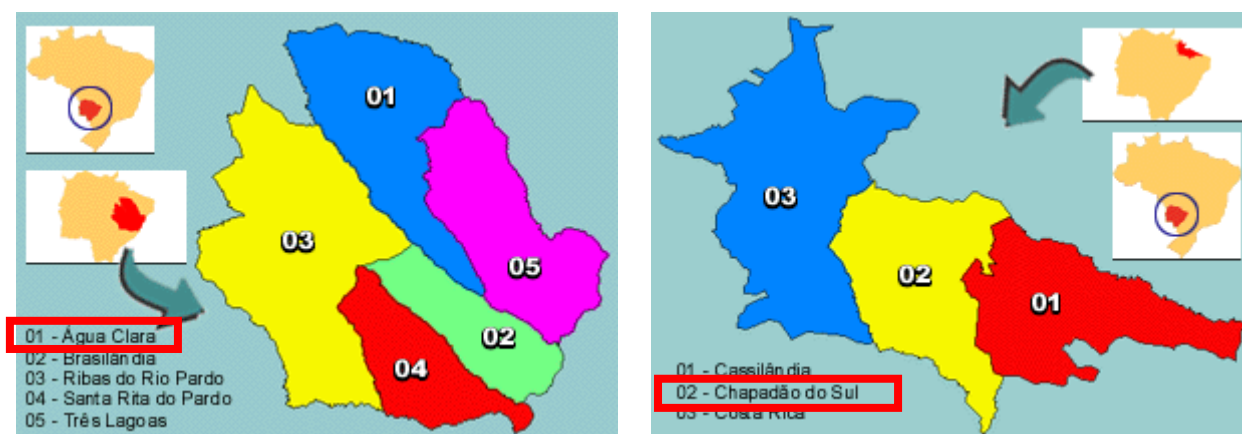 01
03
05
02
04
01 - Água Clara
02 - Brasilândia
03 - Ribas do Rio Pardo
04 - Santa Rita do Pardo
05 - Três Lagoas
03
02
01
01 - Cassilândia
02 - Chapadão do Sul
03 - Costa Rica